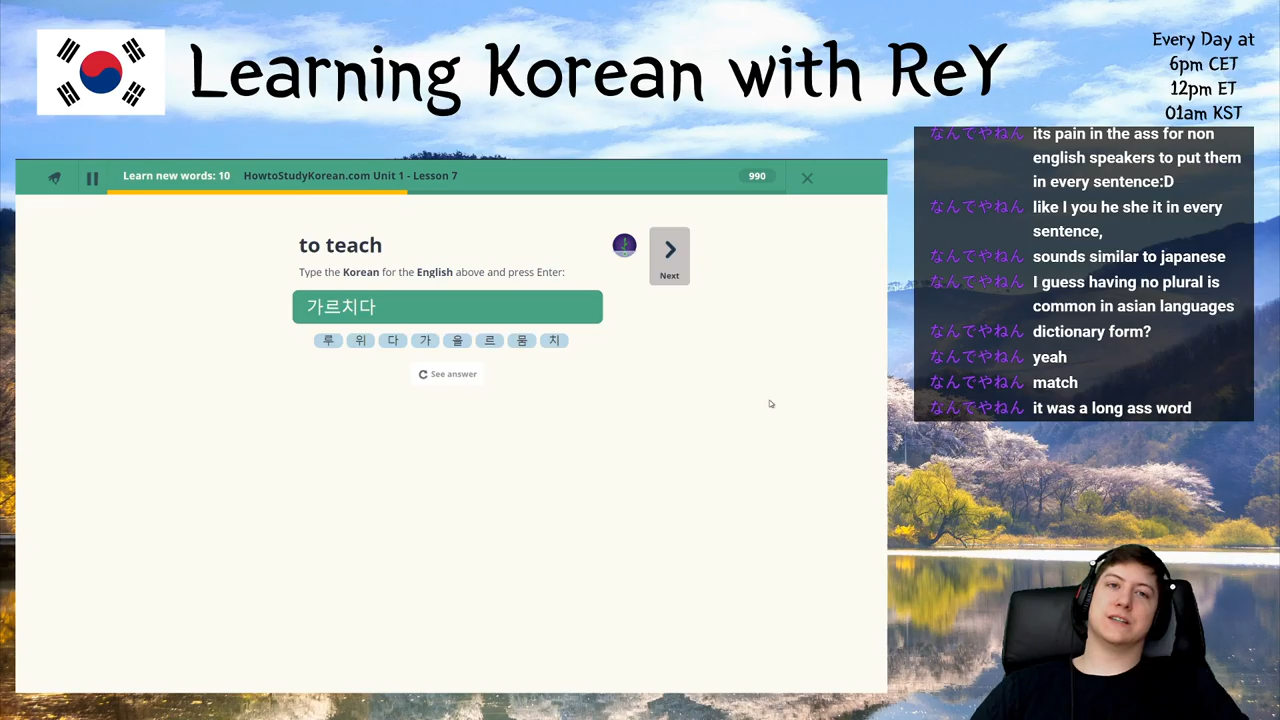 Learning Korean with ReY
Every Day at
6pm CET
12pm ET
01am KST
Learn new words: 10 HowtoStudyKorean.com Unit 1 - Lesson 7 990
to teach
Type the Korean for the English above and press Enter:
Next
가르치다
루 위 다 가 을 르 뭄 치
See answer
なんでやねん its pain in the ass for non
english speakers to put them
in every sentence:D
なんでやねん like I you he she it in every
sentence,
なんでやねん sounds similar to japanese
なんでやねん I guess having no plural is
common in asian languages
なんでやねん dictionary form?
なんでやねん yeah
なんでやねん match
なんでやねん it was a long ass word